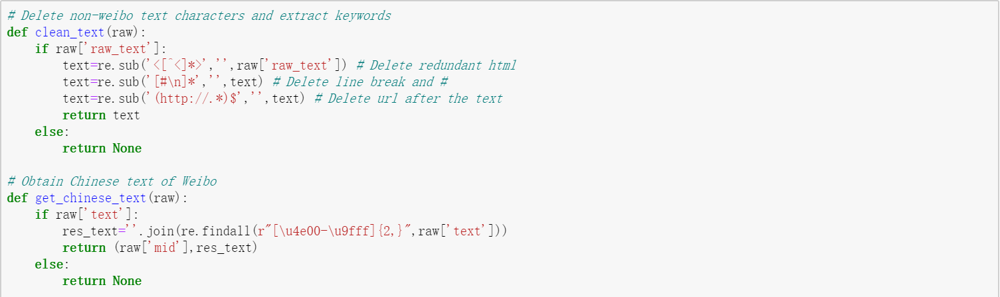 # Delete non-weibo text characters and extract keywords
def clean_text(raw):
    if raw['raw_text']:
        text=re.sub('<[^<]*>','',raw['raw_text']) # Delete redundant html
        text=re.sub('[#\n]*','',text) # Delete line break and #
        text=re.sub('(http://.*)$','',text) # Delete url after the text
        return text
    else:
        return None

# Obtain Chinese text of Weibo
def get_chinese_text(raw):
    if raw['text']:
        res_text=''.join(re.findall(r"[\u4e00-\u9fff]{2,}",raw['text']))
        return (raw['mid'],res_text)
    else:
        return None